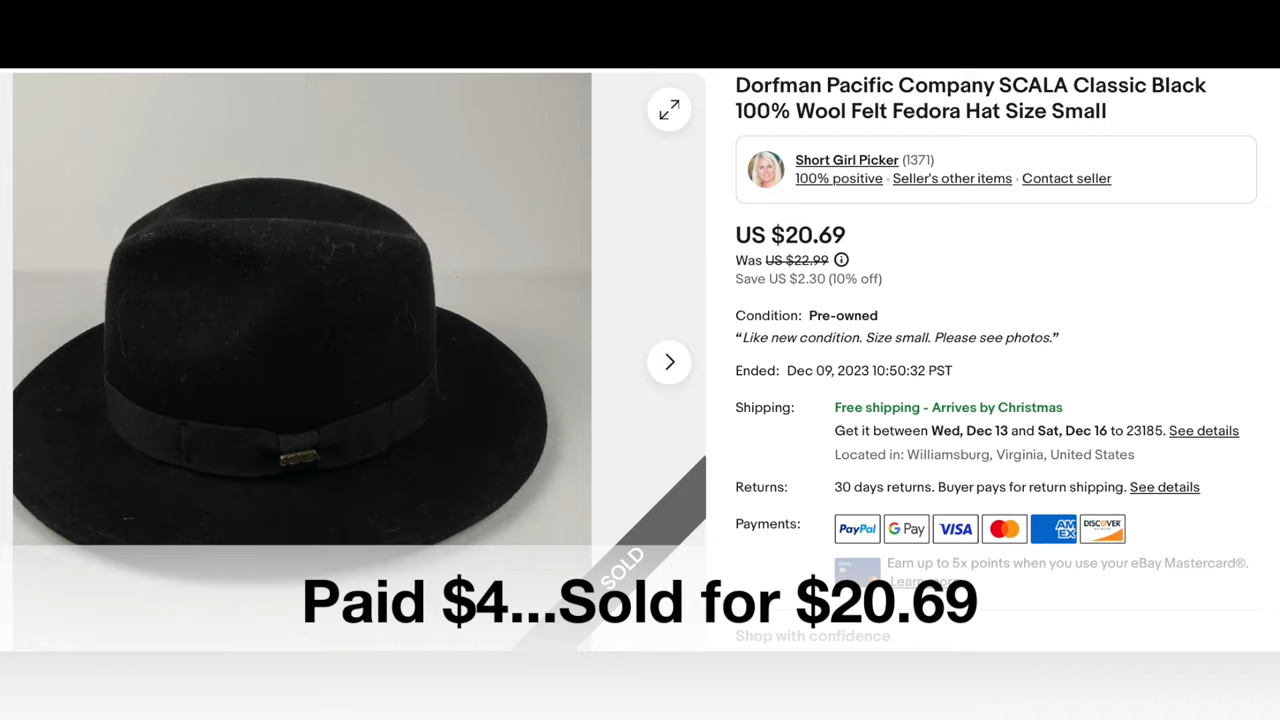 Dorfman Pacific Company SCALA Classic Black
100% Wool Felt Fedora Hat Size Small
Short Girl Picker (1371)
100% positive · Seller's other items · Contact seller
US $20.69
Was US $22.99
Save US $2.30 (10% off)
Condition: Pre-owned
“Like new condition. Size small. Please see photos.”
Ended: Dec 09, 2023 10:50:32 PST
Shipping: Free shipping - Arrives by Christmas
Get it between Wed, Dec 13 and Sat, Dec 16 to 23185. See details
Located in: Williamsburg, Virginia, United States
Returns: 30 days returns. Buyer pays for return shipping. See details
Payments: PayPal G Pay VISA AM EX DISCOVER
Earn up to 5x points when you use your eBay Mastercard®.
Learn more
SOLD
Paid $4...Sold for $20.69
Shop with confidence